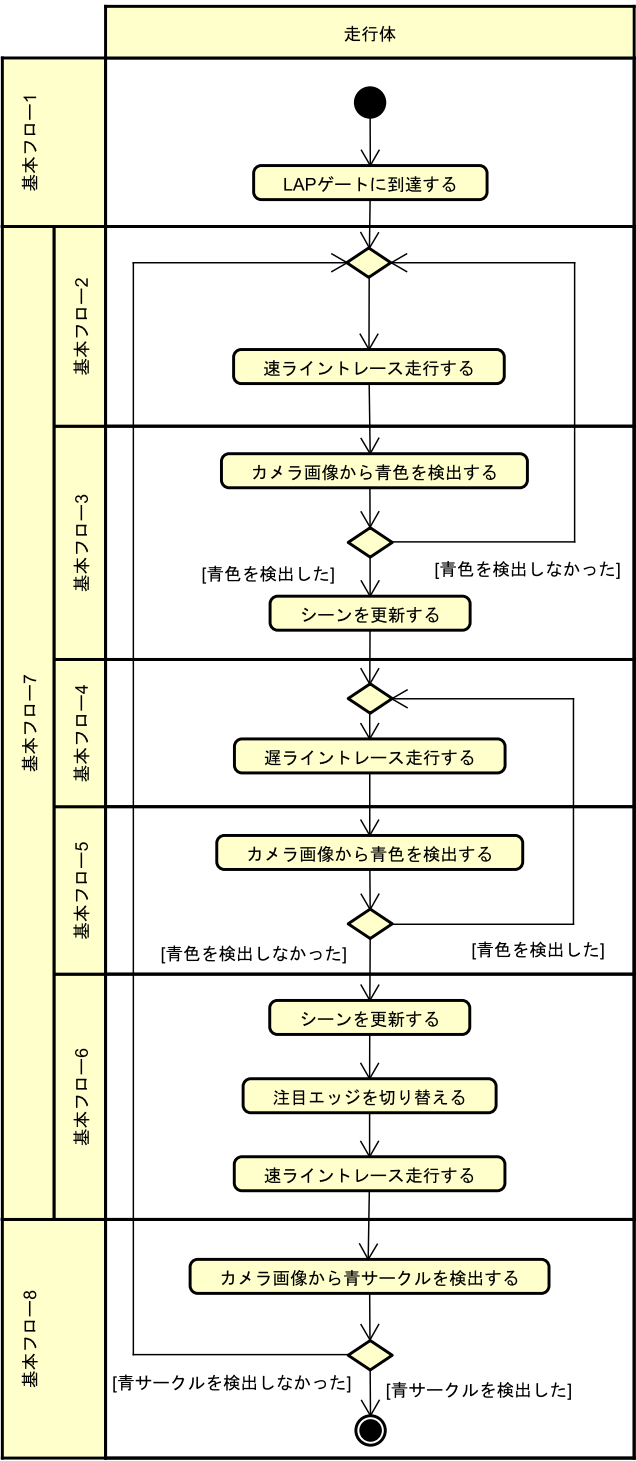 走行体
基本フロー1
LAPゲートに到達する
基本フロー7
基本フロー2
速ライントレース走行する
基本フロー3
カメラ画像から青色を検出する
[青色を検出した]
[青色を検出しなかった]
シーンを更新する
基本フロー4
遅ライントレース走行する
基本フロー5
カメラ画像から青色を検出する
[青色を検出しなかった]
[青色を検出した]
基本フロー6
シーンを更新する
注目エッジを切り替える
速ライントレース走行する
基本フロー8
カメラ画像から青サークルを検出する
[青サークルを検出しなかった]
[青サークルを検出した]